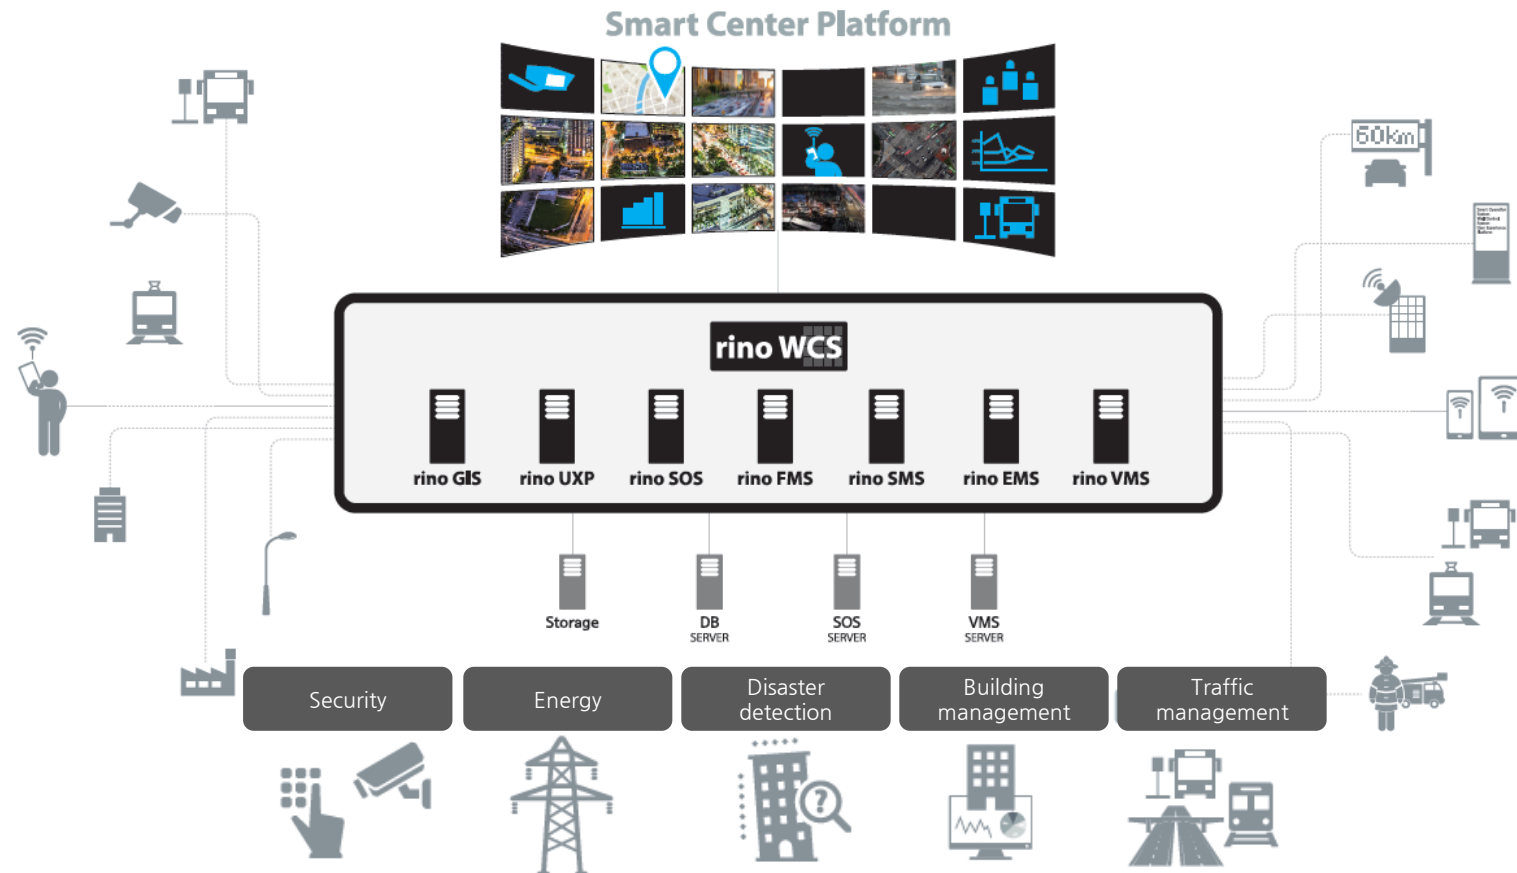 Smart Center Platform
60km
rino WCS
rino GIS
rino UXP
rino SOS
rino FMS
rino SMS
rino EMS
rino VMS
Storage
DB
SERVER
SOS
SERVER
VMS
SERVER
Security
Energy
Disaster
detection
Building
management
Traffic
management
?